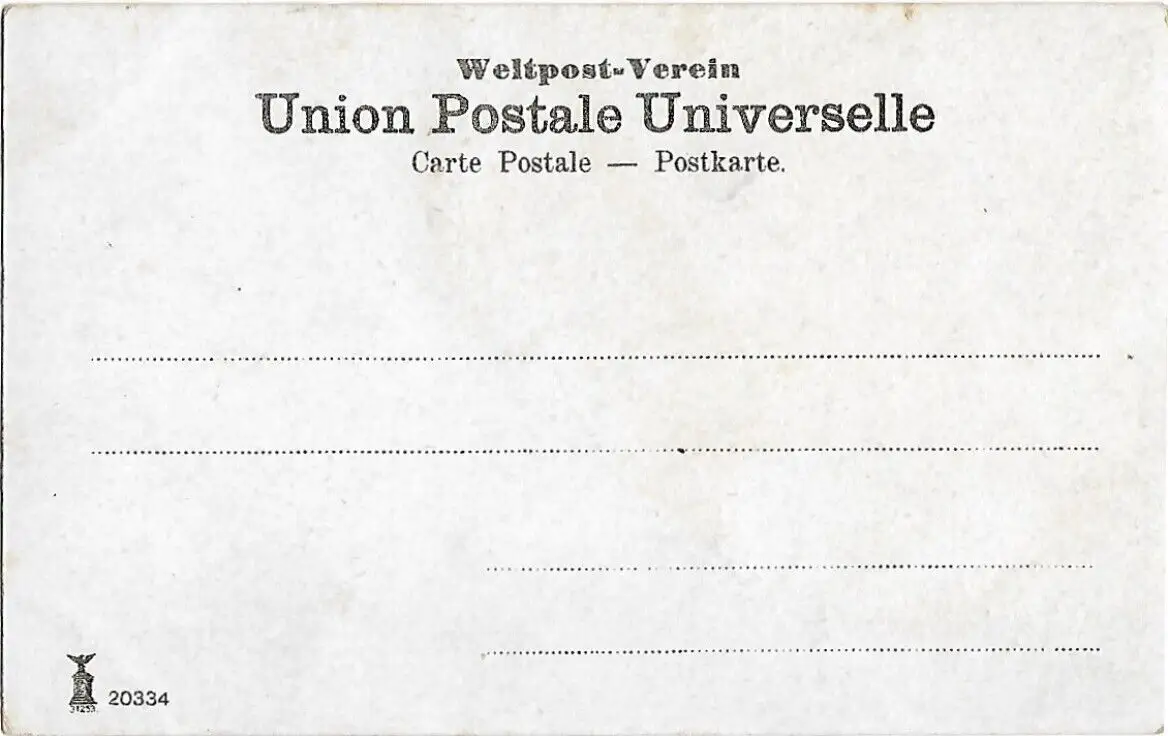 Weltpost-Verein
Union Postale Universelle
Carte Postale — Postkarte.
20334